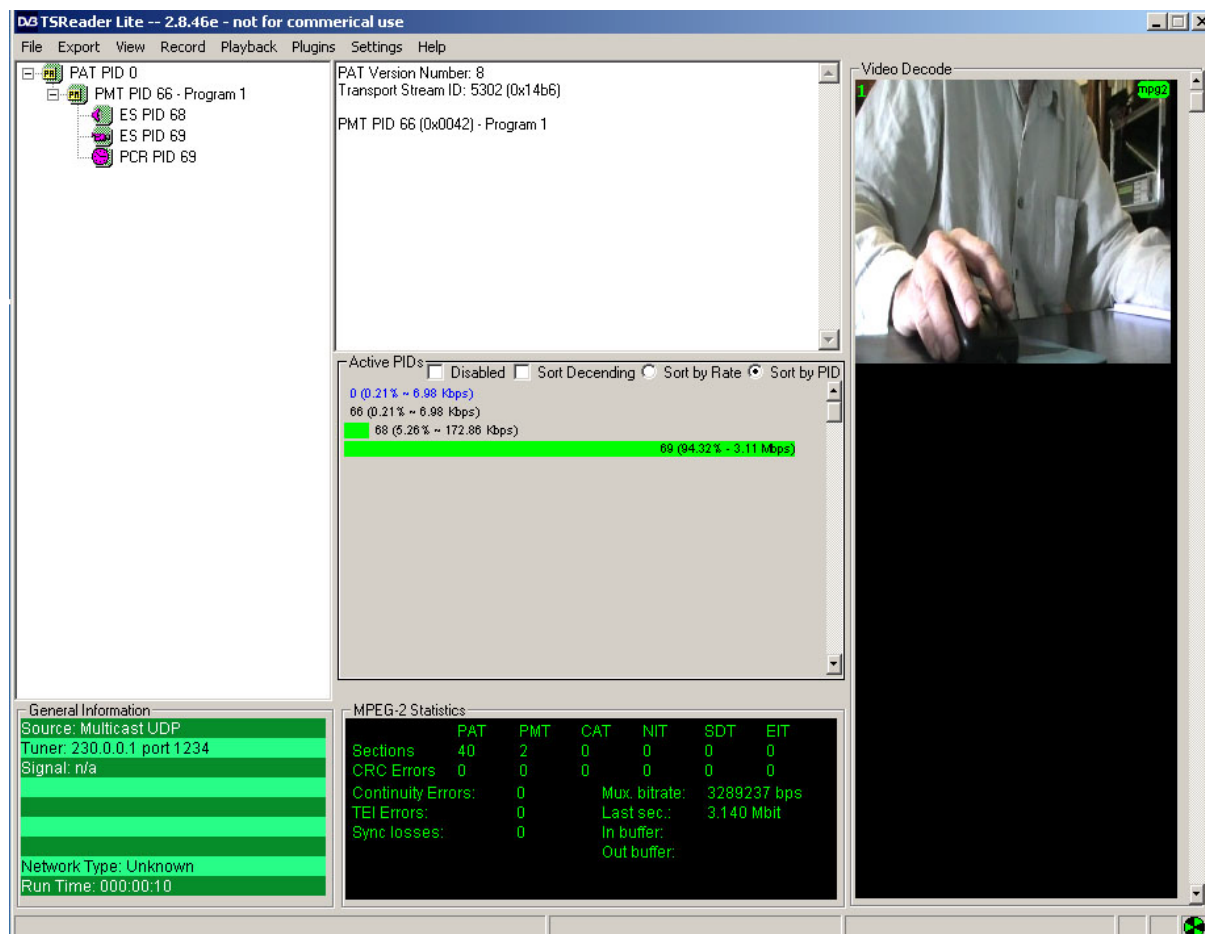 DVB TSReader Lite -- 2.8.46e - not for commerical use
File Export View Record Playback Plugins Settings Help
PAT PID 0
PMT PID 66 - Program 1
ES PID 68
ES PID 69
PCR PID 69
PAT Version Number: 8
Transport Stream ID: 5302 (0x14b6)
PMT PID 66 (0x0042) - Program 1
Active PIDs
Disabled Sort Decending Sort by Rate Sort by PID
0 (0.21% ~ 6.98 Kbps)
66 (0.21% ~ 6.98 Kbps)
68 (5.26% ~ 172.86 Kbps)
69 (94.32% - 3.11 Mbps)
Video Decode
1 mpg2
General Information
Source: Multicast UDP
Tuner: 230.0.0.1 port 1234
Signal: n/a
Network Type: Unknown
Run Time: 000:00:10
MPEG-2 Statistics
PAT PMT CAT NIT SDT EIT
Sections 40 2 0 0 0 0
CRC Errors 0 0 0 0 0 0
Continuity Errors: 0 Mux. bitrate: 3289237 bps
TEI Errors: 0 Last sec.: 3.140 Mbit
Sync losses: 0 In buffer:
Out buffer: